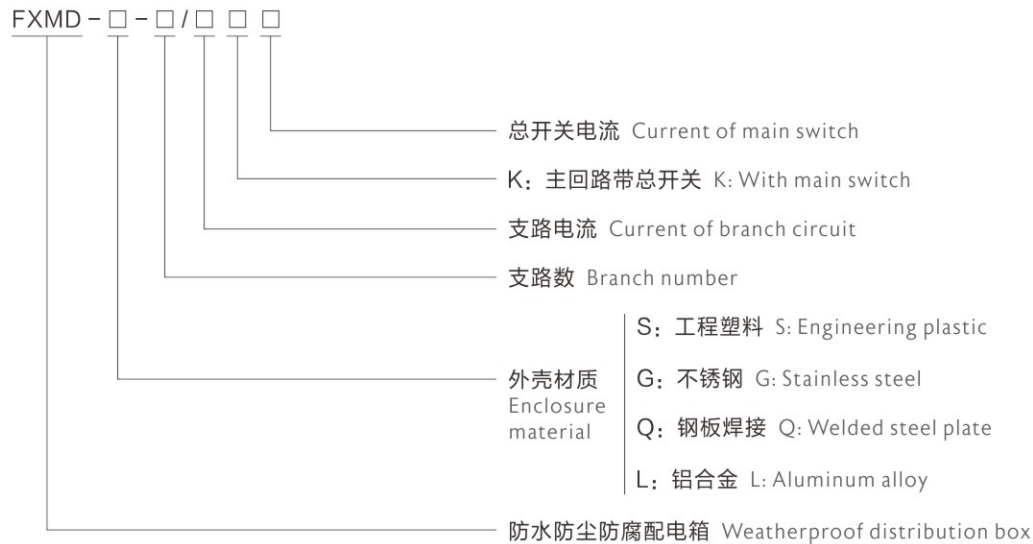 FXMD-□-□/□ □ □
总开关电流 Current of main switch
K：主回路带总开关 K: With main switch
支路电流 Current of branch circuit
支路数 Branch number
外壳材质
Enclosure
material
S：工程塑料 S: Engineering plastic
G：不锈钢 G: Stainless steel
Q：钢板焊接 Q: Welded steel plate
L：铝合金 L: Aluminum alloy
防水防尘防腐配电箱 Weatherproof distribution box